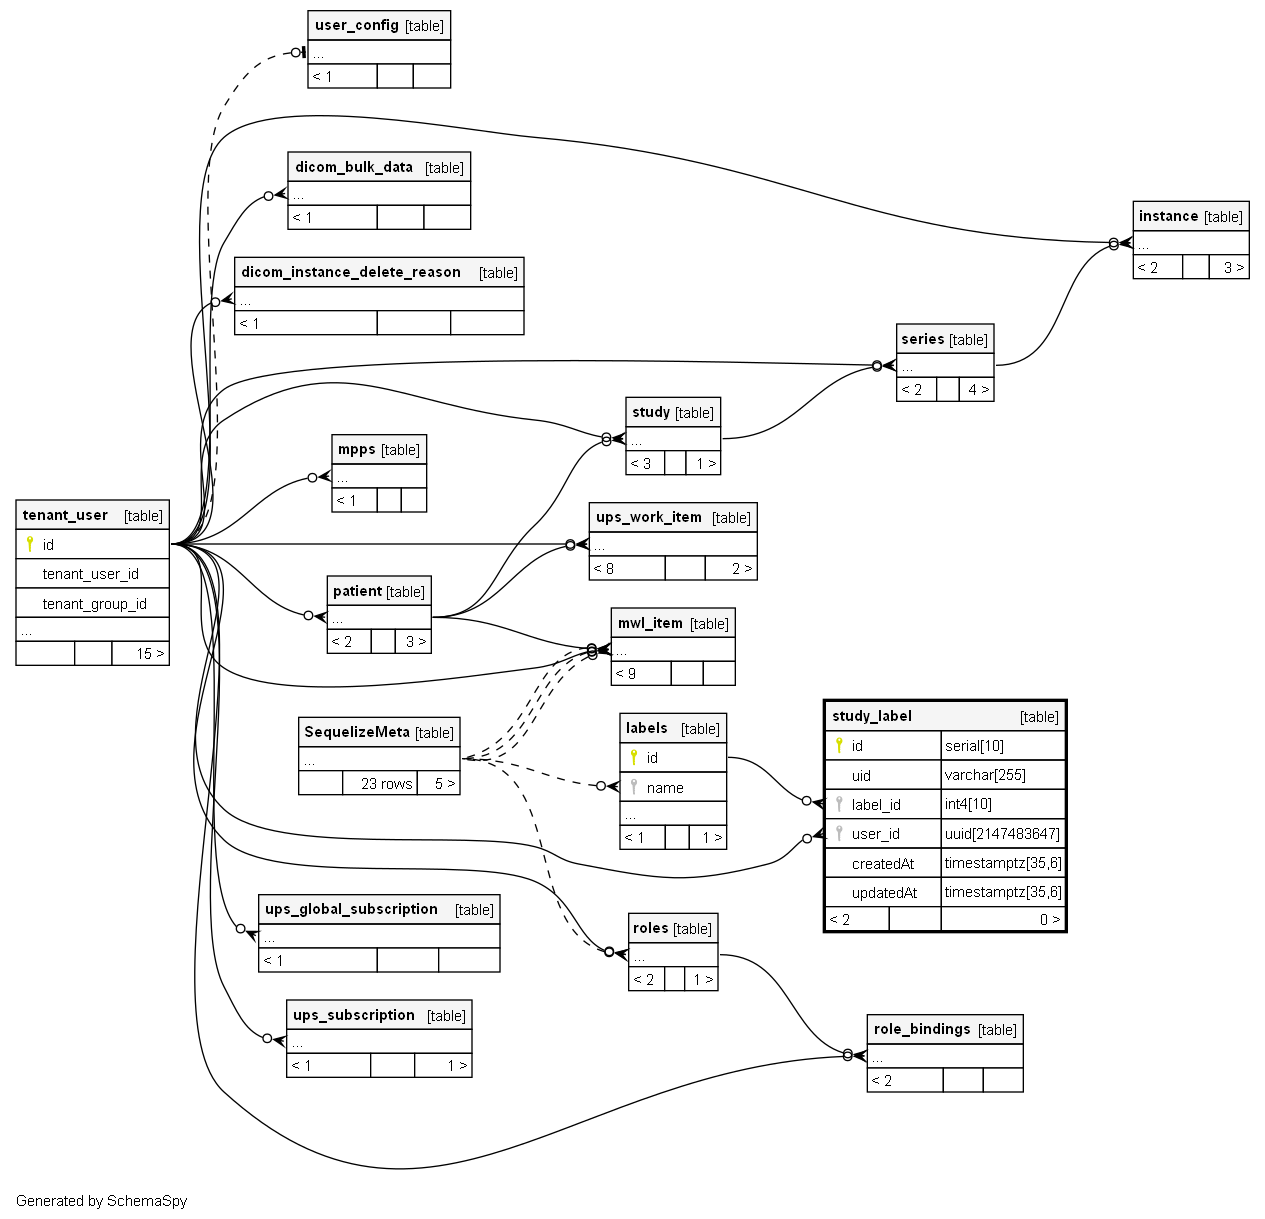 user_config [table]
...
< 1
dicom_bulk_data [table]
...
< 1
instance [table]
...
< 2 3 >
dicom_instance_delete_reason [table]
...
< 1
series [table]
...
< 2 4 >
study [table]
...
< 3 1 >
mpps [table]
...
< 1
tenant_user [table]
id
tenant_user_id
tenant_group_id
...
15 >
ups_work_item [table]
...
< 8 2 >
patient [table]
...
< 2 3 >
mwl_item [table]
...
< 9
SequelizeMeta [table]
...
23 rows 5 >
labels [table]
id
name
...
< 1 1 >
study_label [table]
id serial[10]
uid varchar[255]
label_id int4[10]
user_id uuid[2147483647]
createdAt timestamptz[35,6]
updatedAt timestamptz[35,6]
< 2 0 >
ups_global_subscription [table]
...
< 1
roles [table]
...
< 2 1 >
ups_subscription [table]
...
< 1 1 >
role_bindings [table]
...
< 2
Generated by SchemaSpy